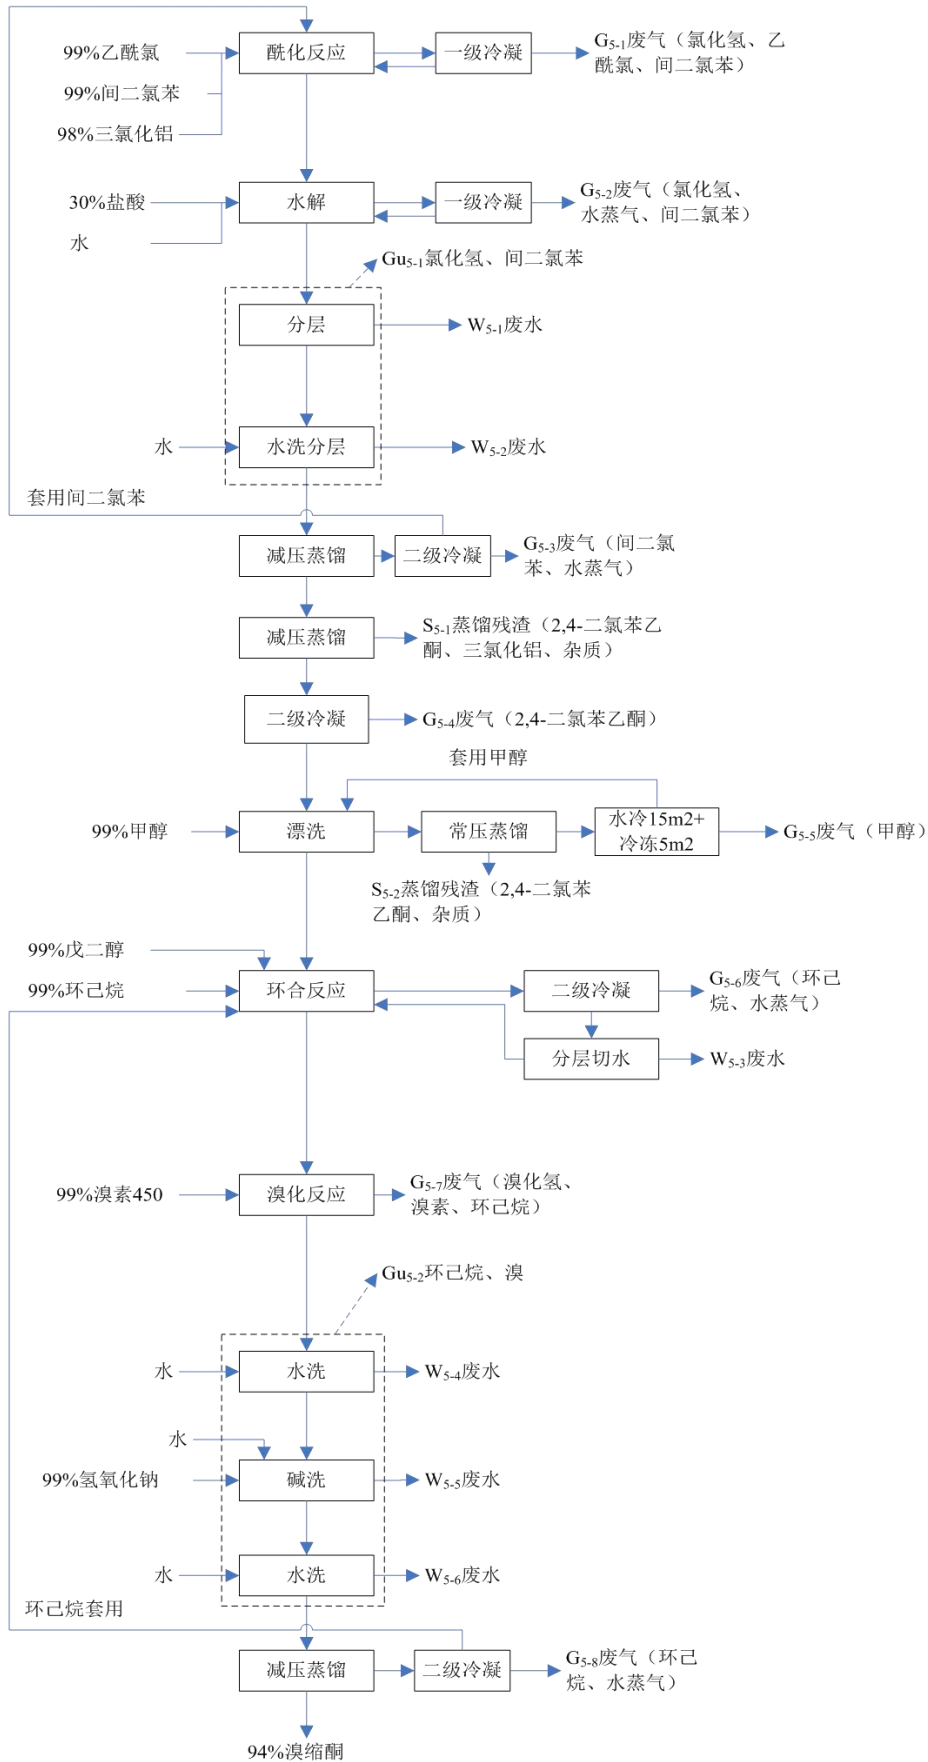 99%乙酰氯
酰化反应
一级冷凝
G5-1废气（氯化氢、乙
酰氯、间二氯苯）
99%间二氯苯
98%三氯化铝
30%盐酸
水解
一级冷凝
G5-2废气（氯化氢、
水蒸气、间二氯苯）
水
Gu5-1氯化氢、间二氯苯
分层
W5-1废水
水
水洗分层
W5-2废水
套用间二氯苯
减压蒸馏
二级冷凝
G5-3废气（间二氯
苯、水蒸气）
减压蒸馏
S5-1蒸馏残渣（2,4-二氯苯乙
酮、三氯化铝、杂质）
二级冷凝
G5-4废气（2,4-二氯苯乙酮）
套用甲醇
99%甲醇
漂洗
常压蒸馏
水冷15m2+
冷冻5m2
G5-5废气（甲醇）
S5-2蒸馏残渣（2,4-二氯苯
乙酮、杂质）
99%戊二醇
99%环己烷
环合反应
二级冷凝
G5-6废气（环己
烷、水蒸气）
分层切水
W5-3废水
99%溴素450
溴化反应
G5-7废气（溴化氢、
溴素、环己烷）
Gu5-2环己烷、溴
水
水洗
W5-4废水
水
99%氢氧化钠
碱洗
W5-5废水
水
水洗
W5-6废水
环己烷套用
减压蒸馏
二级冷凝
G5-8废气（环己
烷、水蒸气）
94%溴缩酮